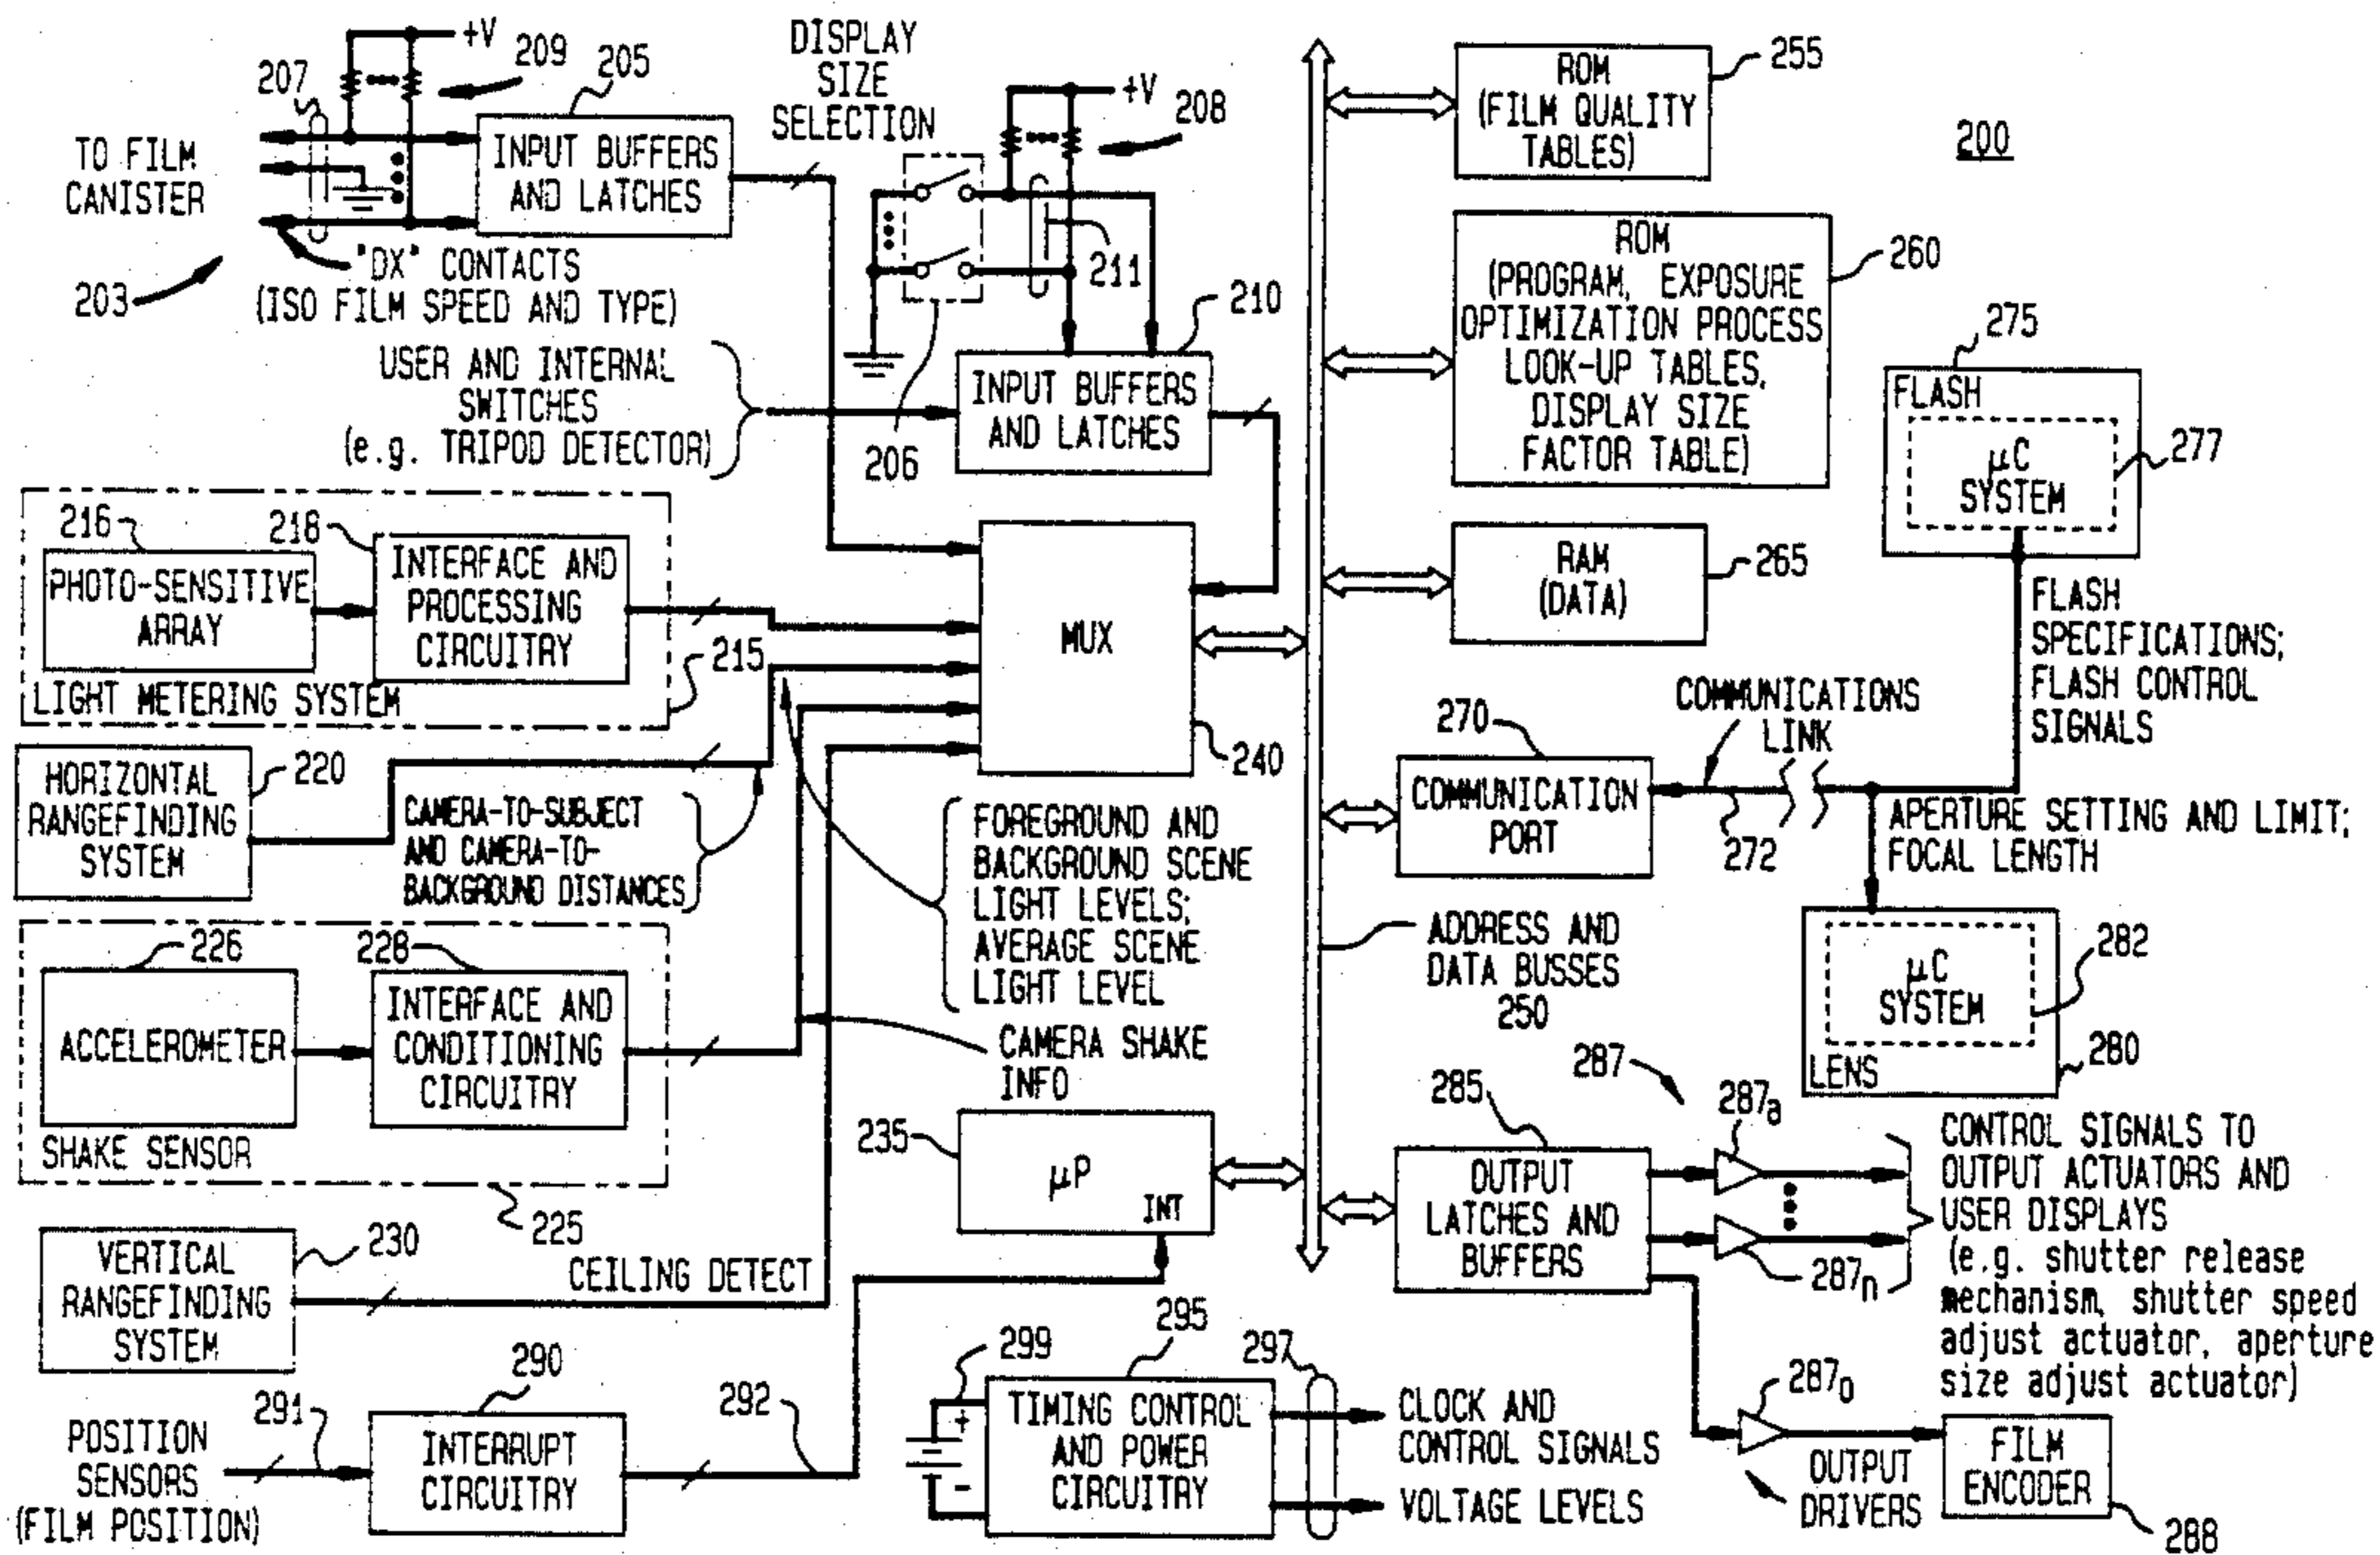 +V
209
205
207
TO FILM
CANISTER
INPUT BUFFERS
AND LATCHES
"DX" CONTACTS
(ISO FILM SPEED AND TYPE)
203
DISPLAY
SIZE
SELECTION
+V
208
211
206
USER AND INTERNAL
SWITCHES
(e.g. TRIPOD DETECTOR)
210
INPUT BUFFERS
AND LATCHES
255
ROM
(FILM QUALITY
TABLES)
200
ROM
(PROGRAM, EXPOSURE
OPTIMIZATION PROCESS
LOOK-UP TABLES,
DISPLAY SIZE
FACTOR TABLE)
260
275
FLASH
μC
SYSTEM
277
216
218
PHOTO-SENSITIVE
ARRAY
INTERFACE AND
PROCESSING
CIRCUITRY
LIGHT METERING SYSTEM
215
MUX
240
RAM
(DATA)
265
FLASH
SPECIFICATIONS;
FLASH CONTROL
SIGNALS
HORIZONTAL
RANGEFINDING
SYSTEM
220
CAMERA-TO-SUBJECT
AND CAMERA-TO-
BACKGROUND DISTANCES
FOREGROUND AND
BACKGROUND SCENE
LIGHT LEVELS;
AVERAGE SCENE
LIGHT LEVEL
270
COMMUNICATION
PORT
COMMUNICATIONS
LINK
272
APERTURE SETTING AND LIMIT;
FOCAL LENGTH
226
228
ACCELEROMETER
INTERFACE AND
CONDITIONING
CIRCUITRY
SHAKE SENSOR
225
CAMERA SHAKE
INFO
ADDRESS AND
DATA BUSSES
250
μC
SYSTEM
282
LENS
280
235
μP
INT
285
OUTPUT
LATCHES AND
BUFFERS
287
287a
287n
CONTROL SIGNALS TO
OUTPUT ACTUATORS AND
USER DISPLAYS
(e.g. shutter release
mechanism, shutter speed
adjust actuator, aperture
size adjust actuator)
VERTICAL
RANGEFINDING
SYSTEM
230
CEILING DETECT
POSITION
SENSORS
(FILM POSITION)
291
290
INTERRUPT
CIRCUITRY
292
299
+
-
295
TIMING CONTROL
AND POWER
CIRCUITRY
297
CLOCK AND
CONTROL SIGNALS
VOLTAGE LEVELS
287o
OUTPUT
DRIVERS
FILM
ENCODER
288